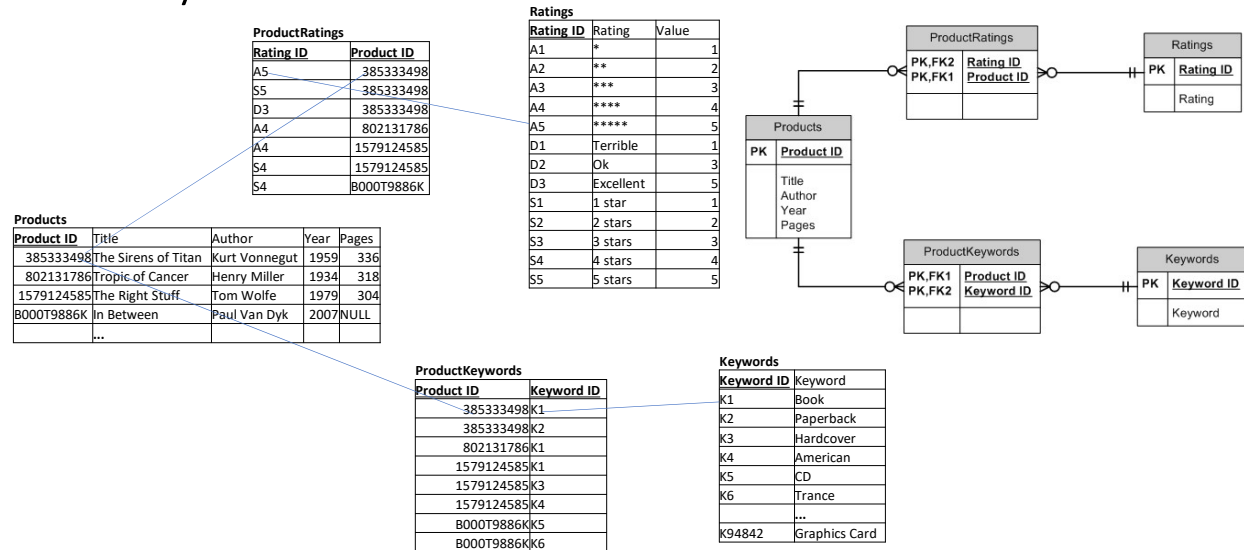 ProductRatings
Rating ID Product ID
A5 385333498
S5 385333498
D3 385333498
A4 802131786
A4 1579124585
S4 1579124585
S4 B000T9886K
Ratings
Rating ID Rating Value
A1 * 1
A2 ** 2
A3 *** 3
A4 **** 4
A5 ***** 5
D1 Terrible 1
D2 Ok 3
D3 Excellent 5
S1 1 star 1
S2 2 stars 2
S3 3 stars 3
S4 4 stars 4
S5 5 stars 5
Products
Product ID Title Author Year Pages
385333498 The Sirens of Titan Kurt Vonnegut 1959 336
802131786 Tropic of Cancer Henry Miller 1934 318
1579124585 The Right Stuff Tom Wolfe 1979 304
B000T9886K In Between Paul Van Dyk 2007 NULL
...
ProductKeywords
Product ID Keyword ID
385333498 K1
385333498 K2
802131786 K1
1579124585 K1
1579124585 K3
1579124585 K4
B000T9886K K5
B000T9886K K6
Keywords
Keyword ID Keyword
K1 Book
K2 Paperback
K3 Hardcover
K4 American
K5 CD
K6 Trance
...
K94842 Graphics Card
ProductRatings
PK,FK2 Rating ID
PK,FK1 Product ID
Ratings
PK Rating ID
Rating
Products
PK Product ID
Title
Author
Year
Pages
ProductKeywords
PK,FK1 Product ID
PK,FK2 Keyword ID
Keywords
PK Keyword ID
Keyword